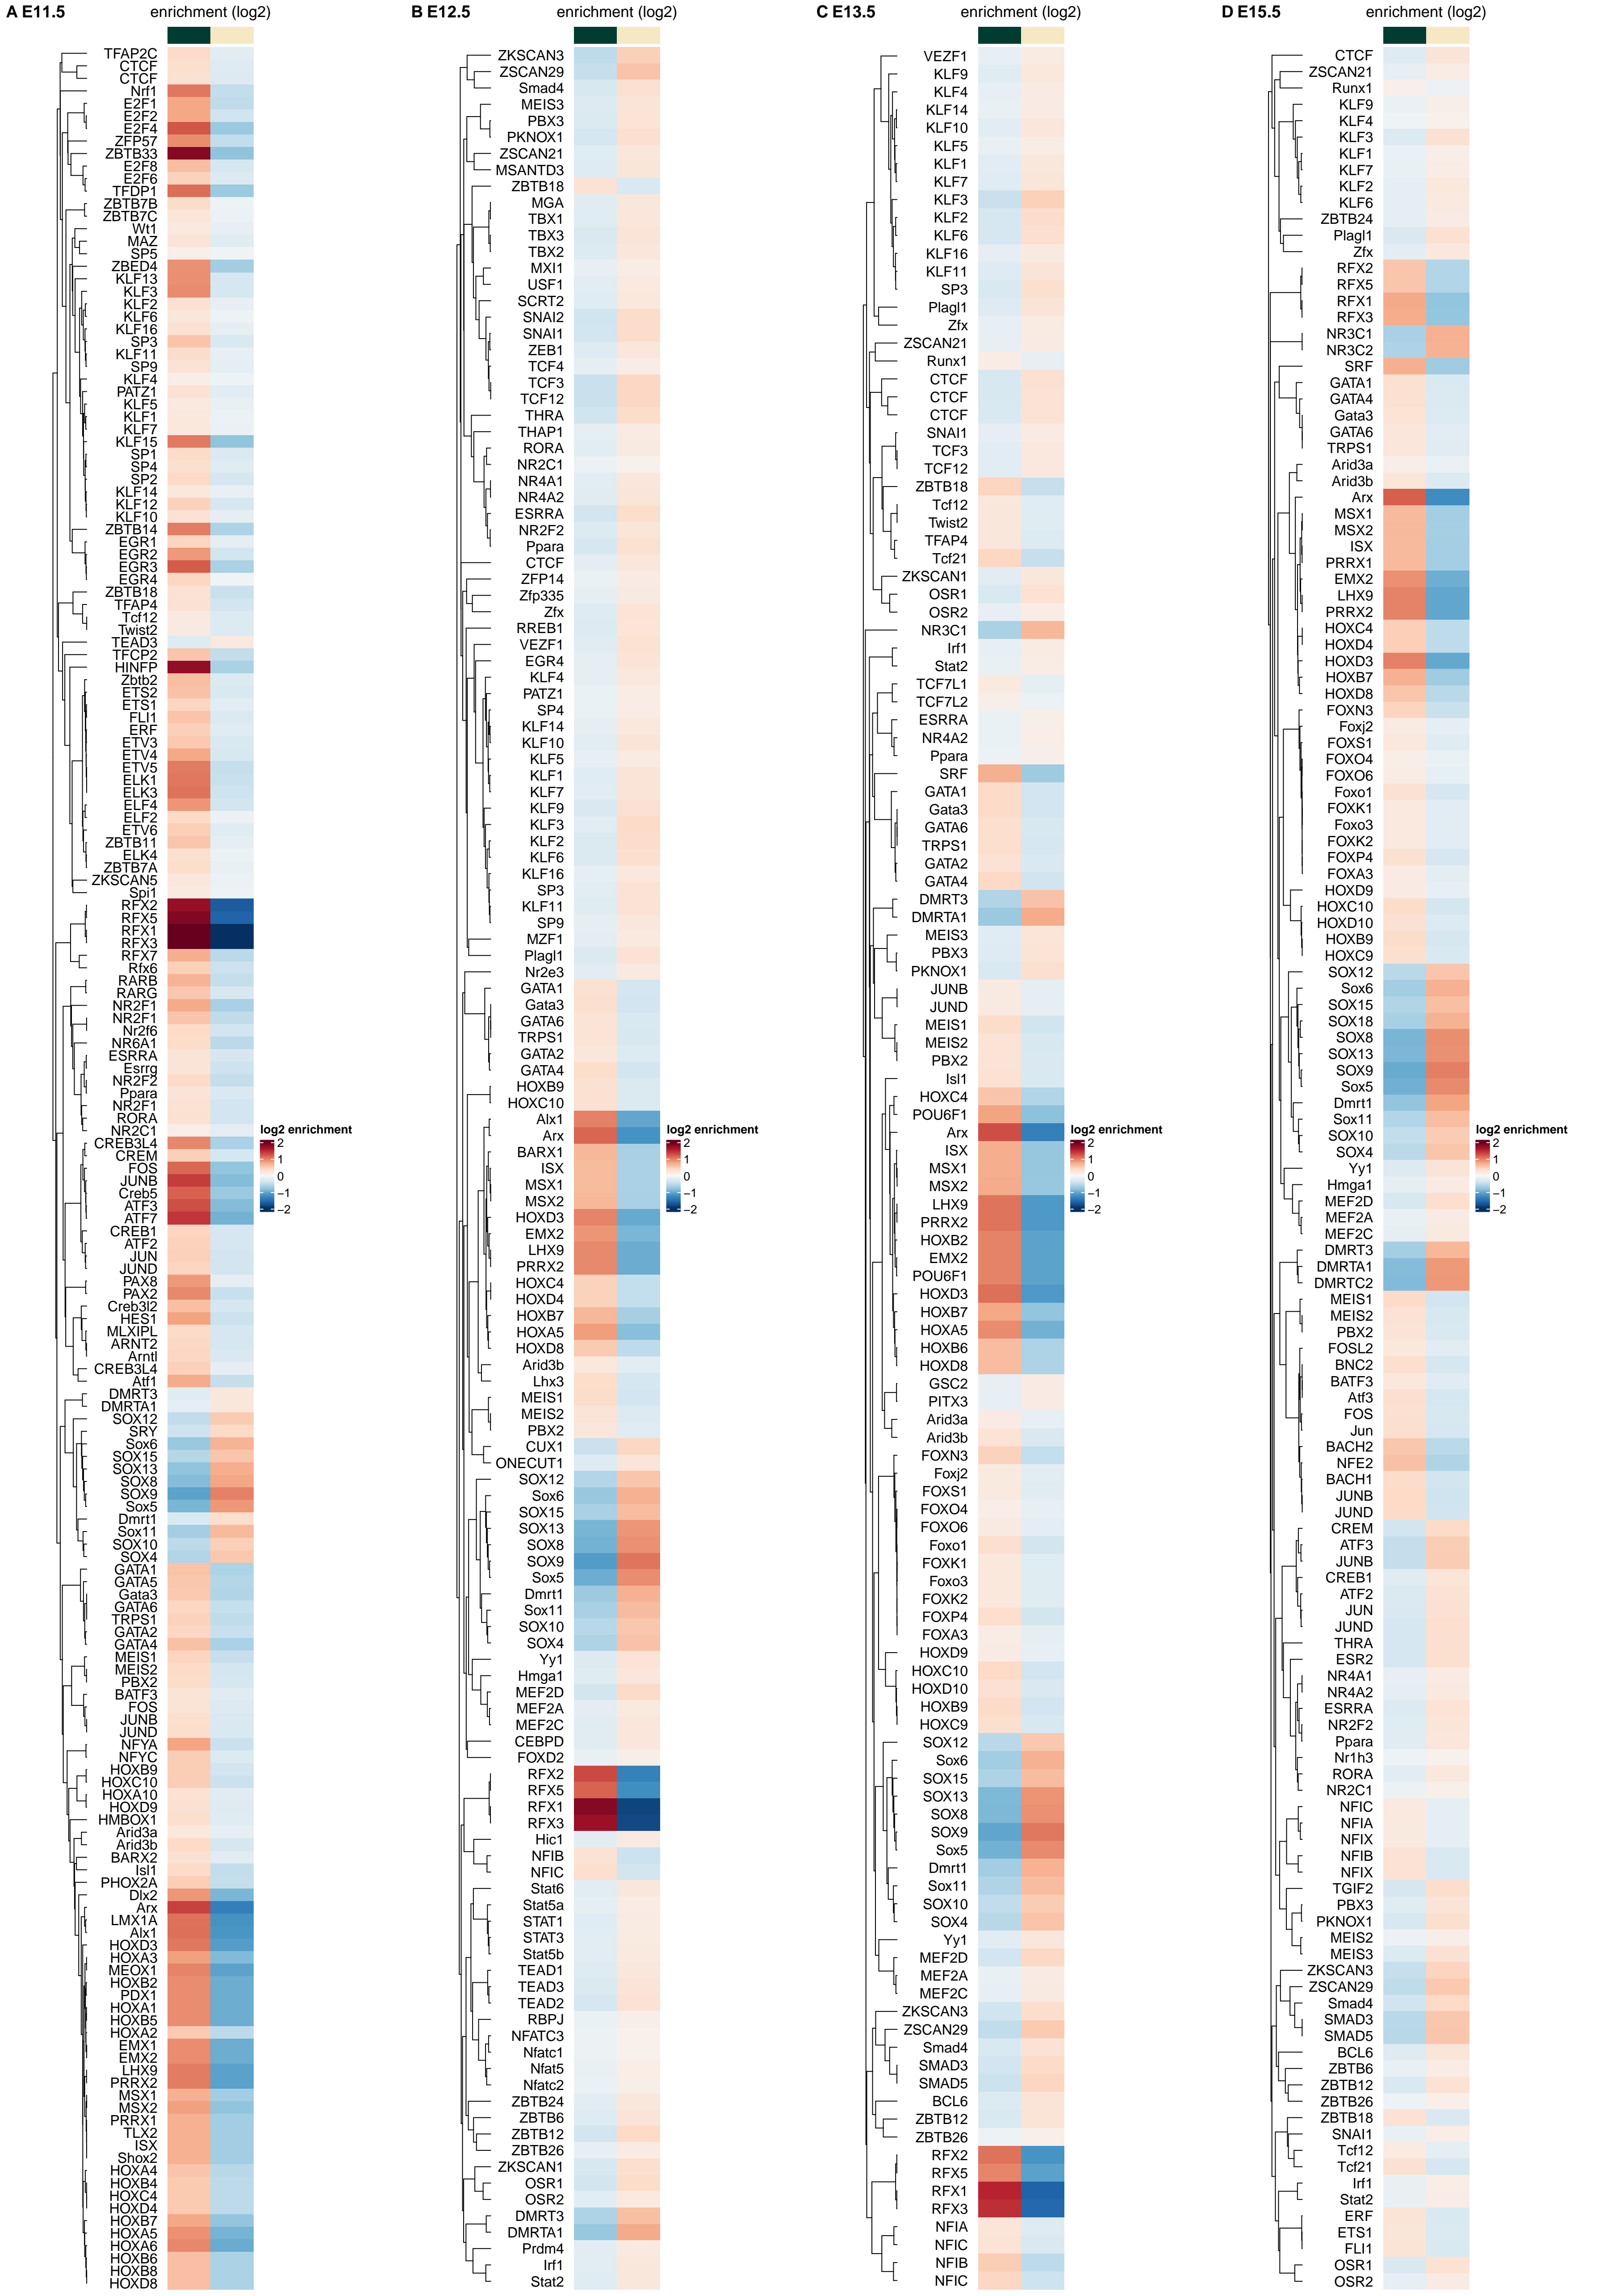 A E11.5
enrichment (log2)
TFAP2C
CTCF
CTCF
Nrf1
E2F1
E2F2
E2F4
ZFP57
ZBTB33
E2F8
E2F6
TFDP1
ZBTB7B
ZBTB7C
Wt1
MAZ
SP5
ZBED4
KLF13
KLF3
KLF2
KLF6
KLF16
SP3
KLF11
SP9
KLF4
PATZ1
KLF5
KLF1
KLF7
KLF15
SP1
SP4
SP2
KLF14
KLF12
KLF10
ZBTB14
EGR1
EGR2
EGR3
EGR4
ZBTB18
TFAP4
Tcf12
Twist2
TEAD3
TFCP2
HINFP
Zbtb2
ETS2
ETS1
FLI1
ERF
ETV3
ETV4
ETV5
ELK1
ELK3
ELF4
ELF2
ETV6
ZBTB11
ELK4
ZBTB7A
ZKSCAN5
Spi1
RFX2
RFX5
RFX1
RFX3
RFX7
Rfx6
RARB
RARG
NR2F1
NR2F1
Nr2f6
NR6A1
ESRRA
Esrrg
NR2F2
Ppara
NR2F1
RORA
NR2C1
CREB3L4
CREM
FOS
JUNB
Creb5
ATF3
ATF7
CREB1
ATF2
JUN
JUND
PAX8
PAX2
Creb3l2
HES1
MLXIPL
ARNT2
Arntl
CREB3L4
Atf1
DMRT3
DMRTA1
SOX12
SRY
Sox6
SOX15
SOX13
SOX8
SOX9
Sox5
Dmrt1
Sox11
SOX10
SOX4
GATA1
GATA5
Gata3
GATA6
TRPS1
GATA2
GATA4
MEIS1
MEIS2
PBX2
BATF3
FOS
JUNB
JUND
NFYA
NFYC
HOXB9
HOXC10
HOXA10
HOXD9
HMBOX1
Arid3a
Arid3b
BARX2
Isl1
PHOX2A
Dlx2
Arx
LMX1A
Alx1
HOXD3
HOXA3
MEOX1
HOXB2
PDX1
HOXA1
HOXB5
HOXA2
EMX1
EMX2
LHX9
PRRX2
MSX1
MSX2
PRRX1
TLX2
ISX
Shox2
HOXA4
HOXB4
HOXC4
HOXD4
HOXB7
HOXA5
HOXA6
HOXB6
HOXB8
HOXD8
log2 enrichment
2
1
0
−1
−2
B E12.5
enrichment (log2)
ZKSCAN3
ZSCAN29
Smad4
MEIS3
PBX3
PKNOX1
ZSCAN21
MSANTD3
ZBTB18
MGA
TBX1
TBX3
TBX2
MXI1
USF1
SCRT2
SNAI2
SNAI1
ZEB1
TCF4
TCF3
TCF12
THRA
THAP1
RORA
NR2C1
NR4A1
NR4A2
ESRRA
NR2F2
Ppara
CTCF
ZFP14
Zfp335
Zfx
RREB1
VEZF1
EGR4
KLF4
PATZ1
SP4
KLF14
KLF10
KLF5
KLF1
KLF7
KLF9
KLF3
KLF2
KLF6
KLF16
SP3
KLF11
SP9
MZF1
Plagl1
Nr2e3
GATA1
Gata3
GATA6
TRPS1
GATA2
GATA4
HOXB9
HOXC10
Alx1
Arx
BARX1
ISX
MSX1
MSX2
HOXD3
EMX2
LHX9
PRRX2
HOXC4
HOXD4
HOXB7
HOXA5
HOXD8
Arid3b
Lhx3
MEIS1
MEIS2
PBX2
CUX1
ONECUT1
SOX12
Sox6
SOX15
SOX13
SOX8
SOX9
Sox5
Dmrt1
Sox11
SOX10
SOX4
Yy1
Hmga1
MEF2D
MEF2A
MEF2C
CEBPD
FOXD2
RFX2
RFX5
RFX1
RFX3
Hic1
NFIB
NFIC
Stat6
Stat5a
STAT1
STAT3
Stat5b
TEAD1
TEAD3
TEAD2
RBPJ
NFATC3
Nfatc1
Nfat5
Nfatc2
ZBTB24
ZBTB6
ZBTB12
ZBTB26
ZKSCAN1
OSR1
OSR2
DMRT3
DMRTA1
Prdm4
Irf1
Stat2
log2 enrichment
2
1
0
−1
−2
C E13.5
enrichment (log2)
VEZF1
KLF9
KLF4
KLF14
KLF10
KLF5
KLF1
KLF7
KLF3
KLF2
KLF6
KLF16
KLF11
SP3
Plagl1
Zfx
ZSCAN21
Runx1
CTCF
CTCF
CTCF
SNAI1
TCF3
TCF12
ZBTB18
Tcf12
Twist2
TFAP4
Tcf21
ZKSCAN1
OSR1
OSR2
NR3C1
Irf1
Stat2
TCF7L1
TCF7L2
ESRRA
NR4A2
Ppara
SRF
GATA1
Gata3
GATA6
TRPS1
GATA2
GATA4
DMRT3
DMRTA1
MEIS3
PBX3
PKNOX1
JUNB
JUND
MEIS1
MEIS2
PBX2
Isl1
HOXC4
POU6F1
Arx
ISX
MSX1
MSX2
LHX9
PRRX2
HOXB2
EMX2
POU6F1
HOXD3
HOXB7
HOXA5
HOXB6
HOXD8
GSC2
PITX3
Arid3a
Arid3b
FOXN3
Foxj2
FOXS1
FOXO4
FOXO6
Foxo1
FOXK1
Foxo3
FOXK2
FOXP4
FOXA3
HOXD9
HOXC10
HOXD10
HOXB9
HOXC9
SOX12
Sox6
SOX15
SOX13
SOX8
SOX9
Sox5
Dmrt1
Sox11
SOX10
SOX4
Yy1
MEF2D
MEF2A
MEF2C
ZKSCAN3
ZSCAN29
Smad4
SMAD3
SMAD5
BCL6
ZBTB12
ZBTB26
RFX2
RFX5
RFX1
RFX3
NFIA
NFIC
NFIB
NFIC
log2 enrichment
2
1
0
−1
−2
D E15.5
enrichment (log2)
CTCF
ZSCAN21
Runx1
KLF9
KLF4
KLF3
KLF1
KLF7
KLF2
KLF6
ZBTB24
Plagl1
Zfx
RFX2
RFX5
RFX1
RFX3
NR3C1
NR3C2
SRF
GATA1
GATA4
Gata3
GATA6
TRPS1
Arid3a
Arid3b
Arx
MSX1
MSX2
ISX
PRRX1
EMX2
LHX9
PRRX2
HOXC4
HOXD4
HOXD3
HOXB7
HOXD8
FOXN3
Foxj2
FOXS1
FOXO4
FOXO6
Foxo1
FOXK1
Foxo3
FOXK2
FOXP4
FOXA3
HOXD9
HOXC10
HOXD10
HOXB9
HOXC9
SOX12
Sox6
SOX15
SOX18
SOX8
SOX13
SOX9
Sox5
Dmrt1
Sox11
SOX10
SOX4
Yy1
Hmga1
MEF2D
MEF2A
MEF2C
DMRT3
DMRTA1
DMRTC2
MEIS1
MEIS2
PBX2
FOSL2
BNC2
BATF3
Atf3
FOS
Jun
BACH2
NFE2
BACH1
JUNB
JUND
CREM
ATF3
JUNB
CREB1
ATF2
JUN
JUND
THRA
ESR2
NR4A1
NR4A2
ESRRA
NR2F2
Ppara
Nr1h3
RORA
NR2C1
NFIC
NFIA
NFIX
NFIB
NFIX
TGIF2
PBX3
PKNOX1
MEIS2
MEIS3
ZKSCAN3
ZSCAN29
Smad4
SMAD3
SMAD5
BCL6
ZBTB6
ZBTB12
ZBTB26
ZBTB18
SNAI1
Tcf12
Tcf21
Irf1
Stat2
ERF
ETS1
FLI1
OSR1
OSR2
log2 enrichment
2
1
0
−1
−2